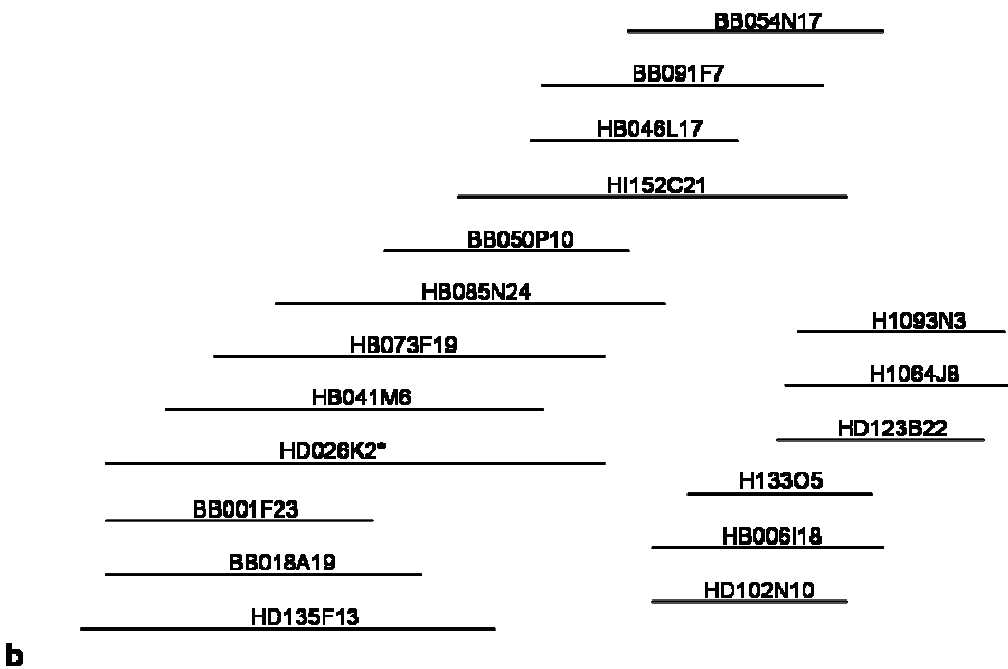 BB054N17
BB091F7
HB046L17
HI152C21
BB050P10
HB085N24
H1093N3
HB073F19
H1064J8
HB041M6
HD123B22
HD026K2*
H133O5
BB001F23
HB006I18
BB018A19
HD102N10
HD135F13
b